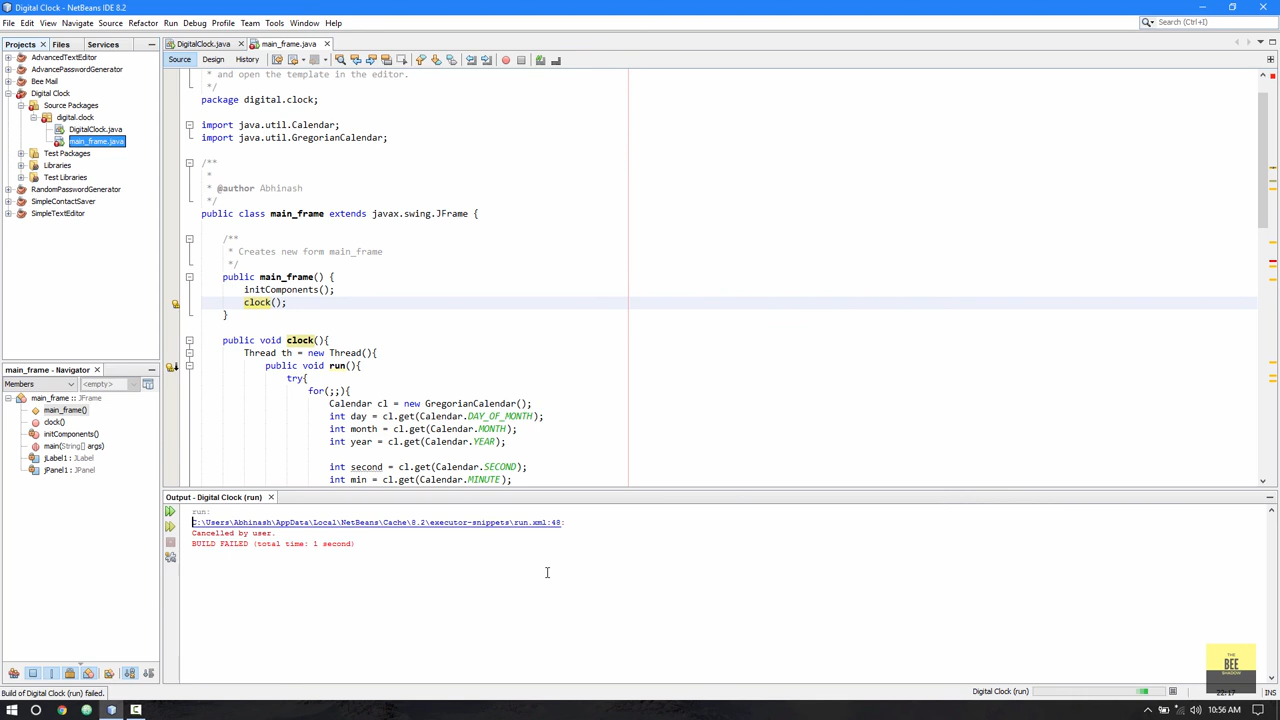 Digital Clock - NetBeans IDE 8.2
File Edit View Navigate Source Refactor Run Debug Profile Team Tools Window Help
Search (Ctrl+I)
Projects Files Services
DigitalClock.java main_frame.java
Source Design History
AdvancedTextEditor
AdvancePasswordGenerator
Bee Mail
Digital Clock
Source Packages
digital.clock
DigitalClock.java
main_frame.java
Test Packages
Libraries
Test Libraries
RandomPasswordGenerator
SimpleContactSaver
SimpleTextEditor
* and open the template in the editor.
*/
package digital.clock;
import java.util.Calendar;
import java.util.GregorianCalendar;
/**
*
* @author Abhinash
*/
public class main_frame extends javax.swing.JFrame {
/**
* Creates new form main_frame
*/
public main_frame() {
initComponents();
clock();
}
public void clock(){
Thread th = new Thread(){
public void run(){
try{
for(;;){
Calendar cl = new GregorianCalendar();
int day = cl.get(Calendar.DAY_OF_MONTH);
int month = cl.get(Calendar.MONTH);
int year = cl.get(Calendar.YEAR);
int second = cl.get(Calendar.SECOND);
int min = cl.get(Calendar.MINUTE);
main_frame - Navigator
Members <empty>
main_frame :: JFrame
main_frame()
clock()
initComponents()
main(String[] args)
jLabel1 : JLabel
jPanel1 : JPanel
Output - Digital Clock (run)
run:
C:\Users\Abhinash\AppData\Local\NetBeans\Cache\8.2\executor-snippets\run.xml:48:
Cancelled by user.
BUILD FAILED (total time: 1 second)
THE
BEE
SHADOW
Build of Digital Clock (run) failed.
Digital Clock (run)
22:17
INS
10:56 AM